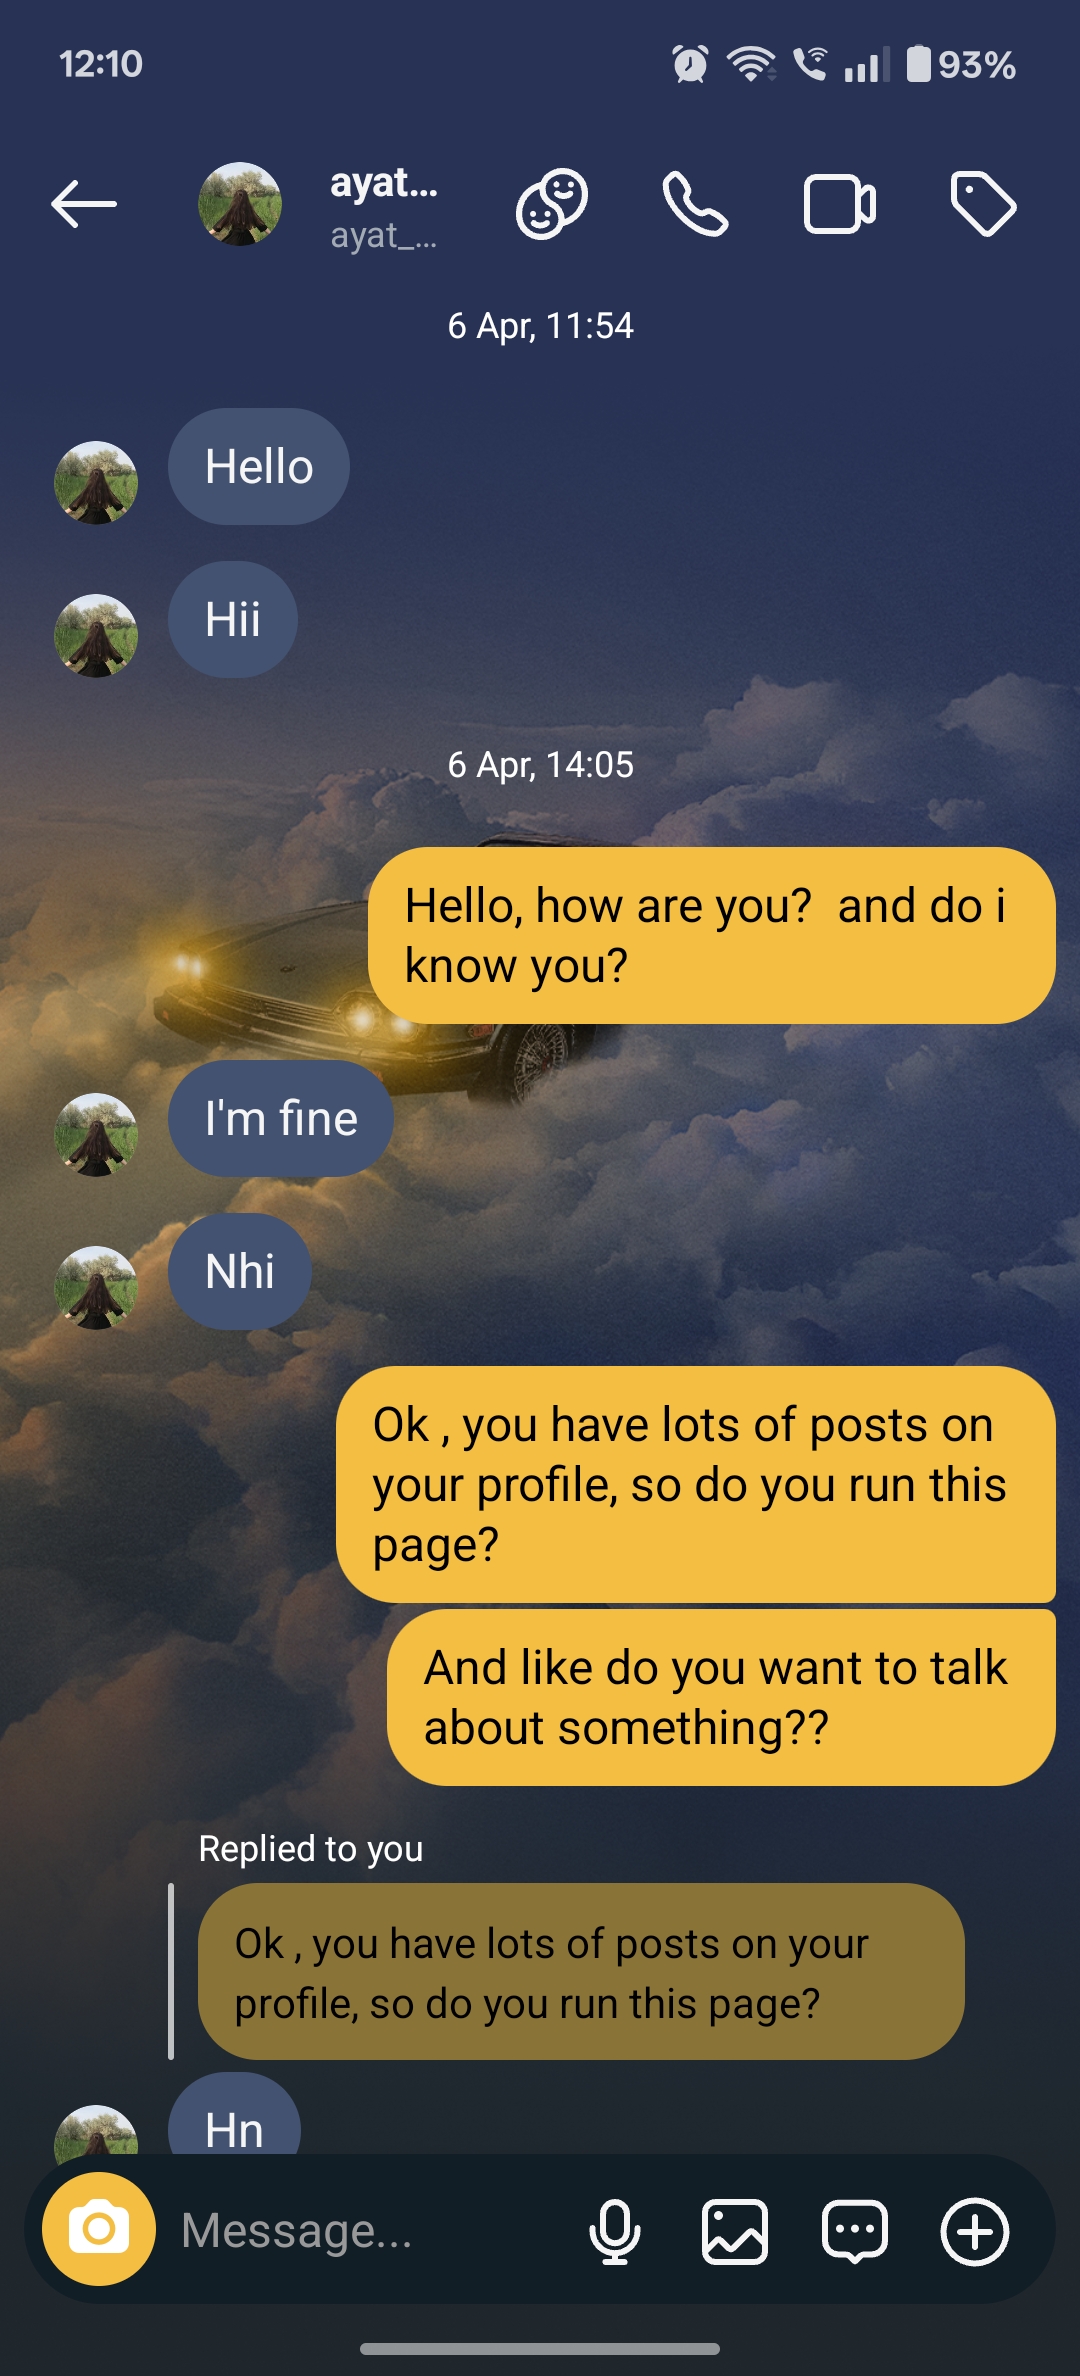 12:10
93%
ayat...
ayat_...
6 Apr, 11:54
Hello
Hii
6 Apr, 14:05
Hello, how are you?  and do i
know you?
I'm fine
Nhi
Ok , you have lots of posts on
your profile, so do you run this
page?
And like do you want to talk
about something??
Replied to you
Ok , you have lots of posts on your
profile, so do you run this page?
Hn
Message...